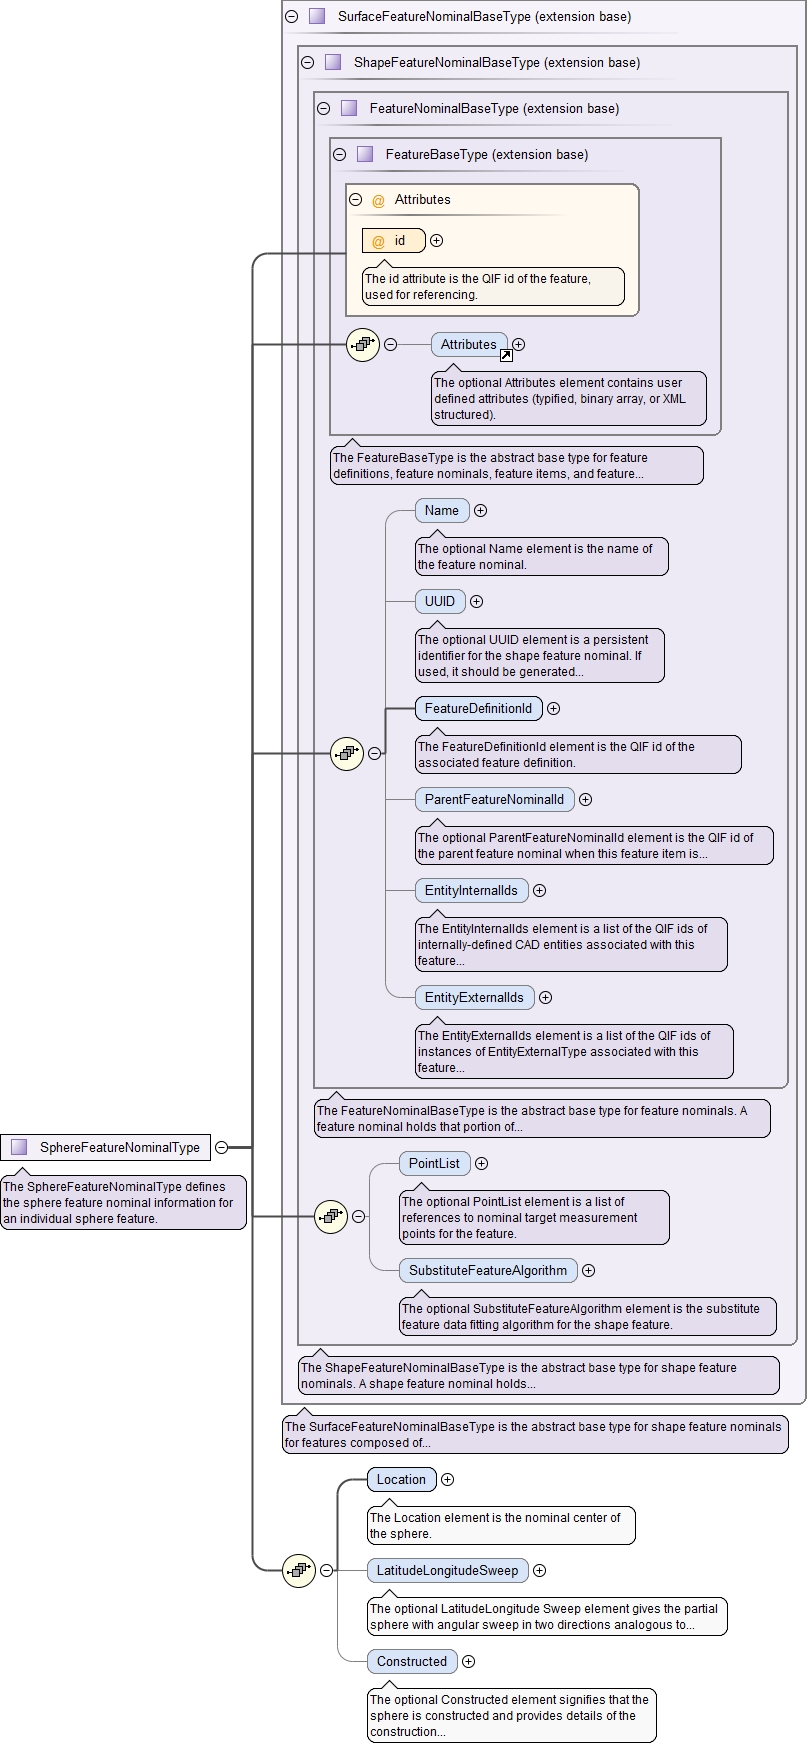 SurfaceFeatureNominalBaseType (extension base)
ShapeFeatureNominalBaseType (extension base)
FeatureNominalBaseType (extension base)
FeatureBaseType (extension base)
@ Attributes
@ id
The id attribute is the QIF id of the feature,
used for referencing.
Attributes
The optional Attributes element contains user
defined attributes (typified, binary array, or XML
structured).
The FeatureBaseType is the abstract base type for feature
definitions, feature nominals, feature items, and feature...
Name
The optional Name element is the name of
the feature nominal.
UUID
The optional UUID element is a persistent
identifier for the shape feature nominal. If
used, it should be generated...
FeatureDefinitionId
The FeatureDefinitionId element is the QIF id of the
associated feature definition.
ParentFeatureNominalId
The optional ParentFeatureNominalId element is the QIF id of
the parent feature nominal when this feature item is...
EntityInternalIds
The EntityInternalIds element is a list of the QIF ids of
internally-defined CAD entities associated with this
feature...
EntityExternalIds
The EntityExternalIds element is a list of the QIF ids of
instances of EntityExternalType associated with this
feature...
The FeatureNominalBaseType is the abstract base type for feature nominals. A
feature nominal holds that portion of...
SphereFeatureNominalType
The SphereFeatureNominalType defines
the sphere feature nominal information for
an individual sphere feature.
PointList
The optional PointList element is a list of
references to nominal target measurement
points for the feature.
SubstituteFeatureAlgorithm
The optional SubstituteFeatureAlgorithm element is the substitute
feature data fitting algorithm for the shape feature.
The ShapeFeatureNominalBaseType is the abstract base type for shape feature
nominals. A shape feature nominal holds...
The SurfaceFeatureNominalBaseType is the abstract base type for shape feature nominals
for features composed of...
Location
The Location element is the nominal center of
the sphere.
LatitudeLongitudeSweep
The optional LatitudeLongitude Sweep element gives the partial
sphere with angular sweep in two directions analogous to...
Constructed
The optional Constructed element signifies that the
sphere is constructed and provides details of the
construction...